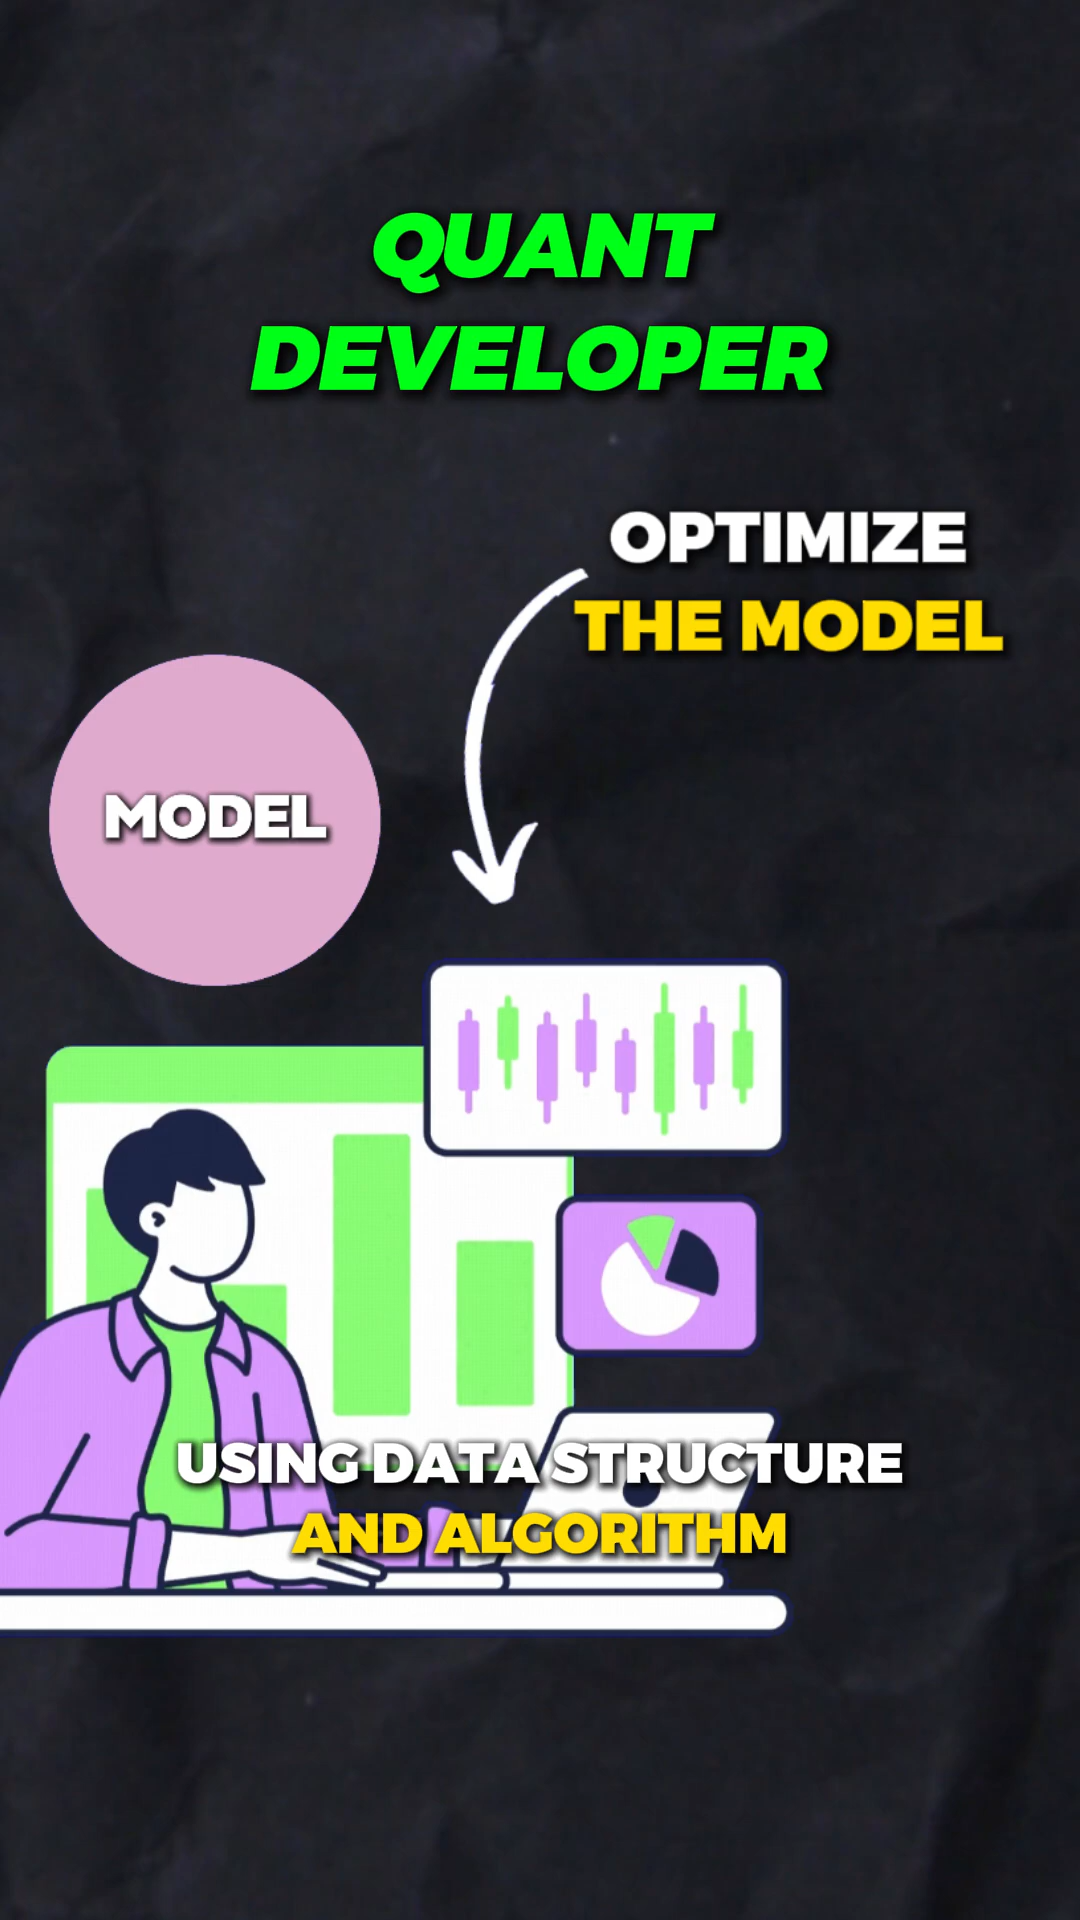 QUANT
DEVELOPER
OPTIMIZE
THE MODEL
MODEL
USING DATA STRUCTURE
AND ALGORITHM